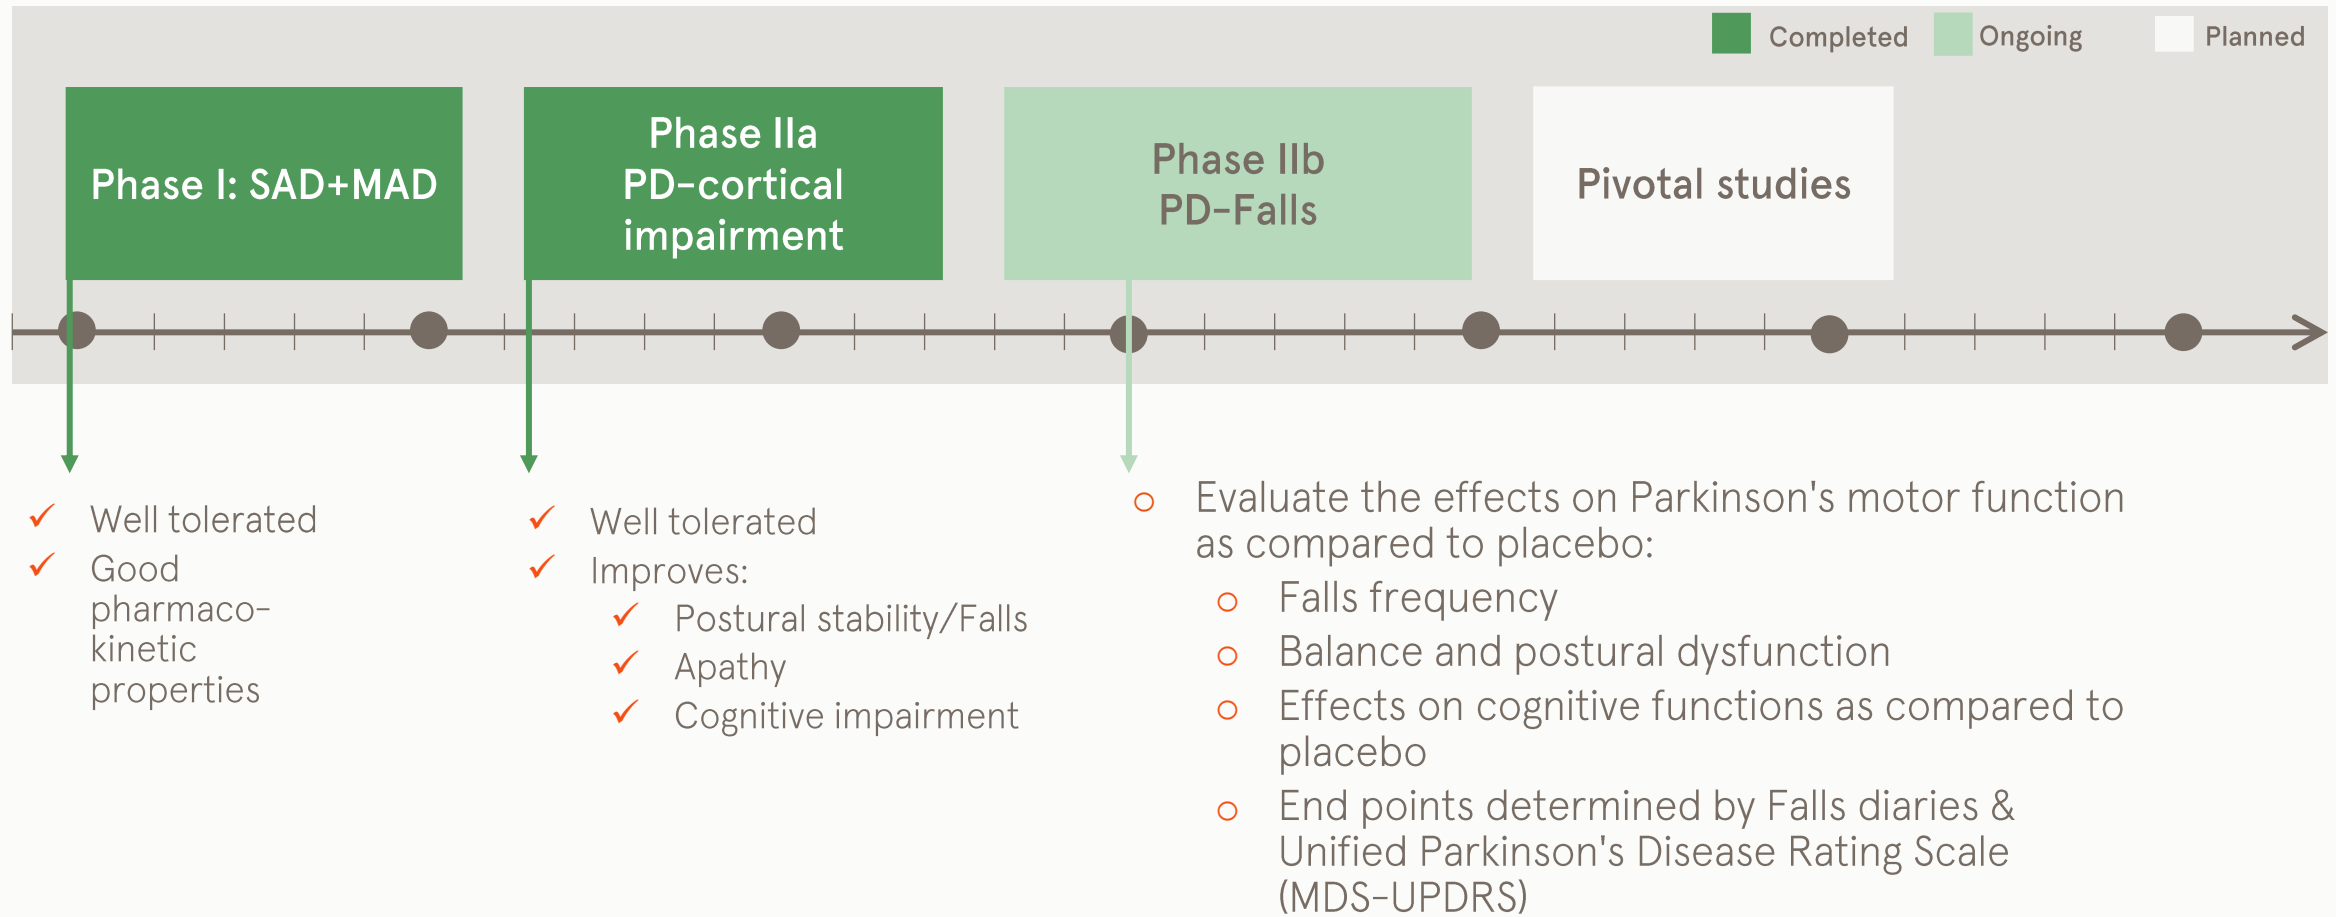 Completed
Ongoing
Planned
Phase I: SAD+MAD
Phase IIa
PD-cortical
impairment
Phase IIb
PD-Falls
Pivotal studies
Well tolerated
Good
pharmaco-
kinetic
properties
Well tolerated
Improves:
Postural stability/Falls
Apathy
Cognitive impairment
Evaluate the effects on Parkinson's motor function
as compared to placebo:
Falls frequency
Balance and postural dysfunction
Effects on cognitive functions as compared to
placebo
End points determined by Falls diaries &
Unified Parkinson's Disease Rating Scale
(MDS-UPDRS)